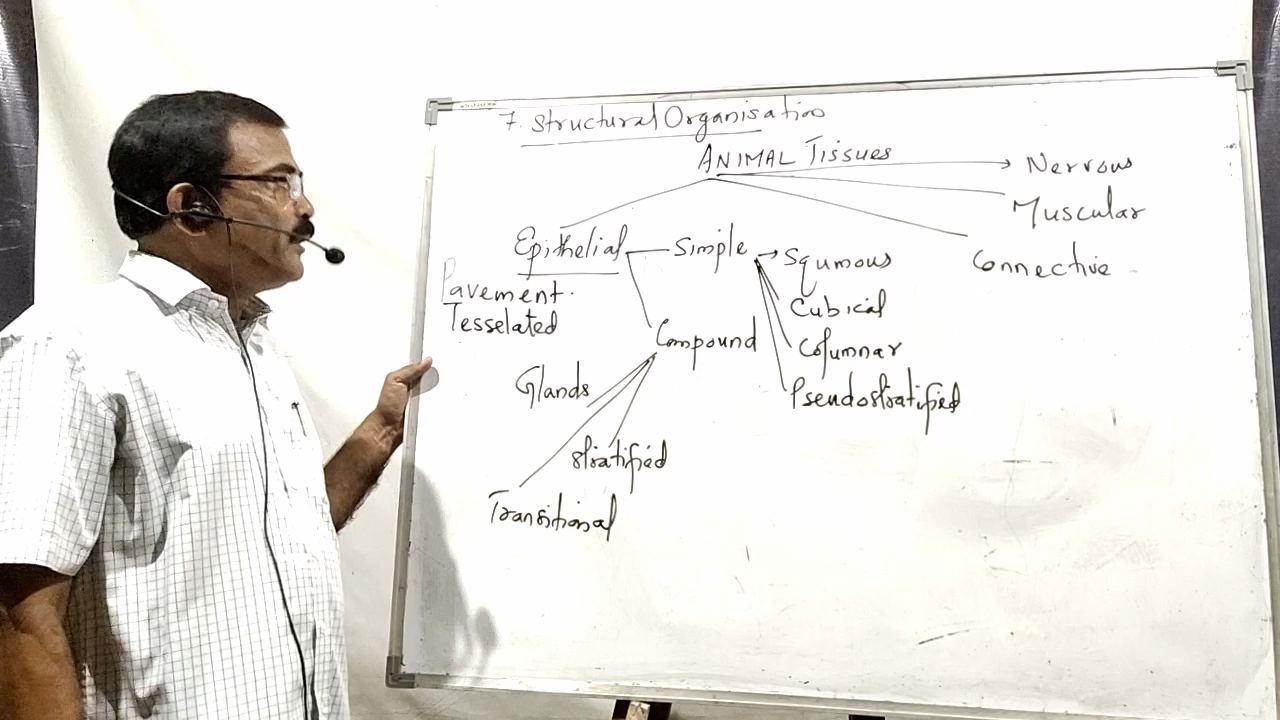 7. Structural Organisation
ANIMAL TISSUES
Nervous
Muscular
Connective
Epithelial
Simple
Squmous
Cubical
Columnar
Pseudostratified
Pavement.
Tesselated
Compound
Glands
Stratified
Transitional